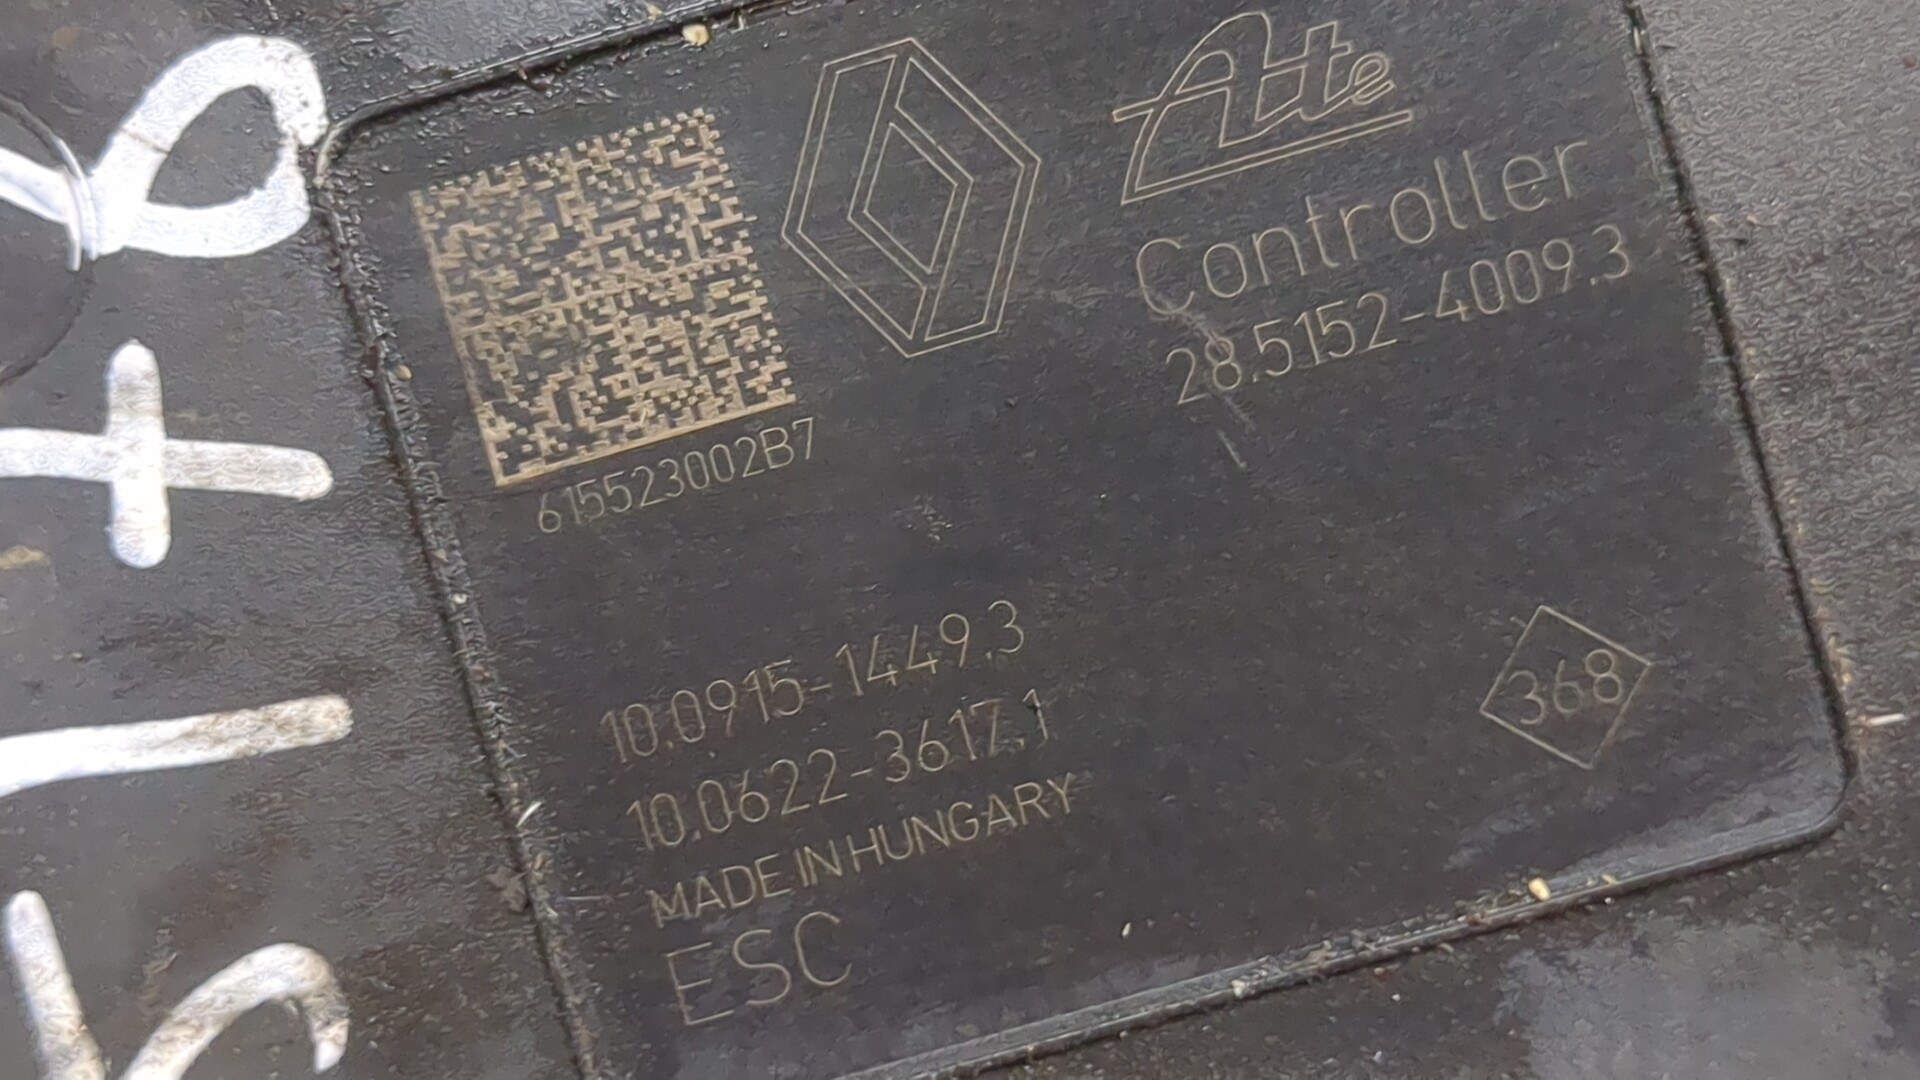 Ate
Controller
28.5152-4009.3
615523002B7
10.0915-1449.3
10.0622-3617.1
368
MADE IN HUNGARY
ESC